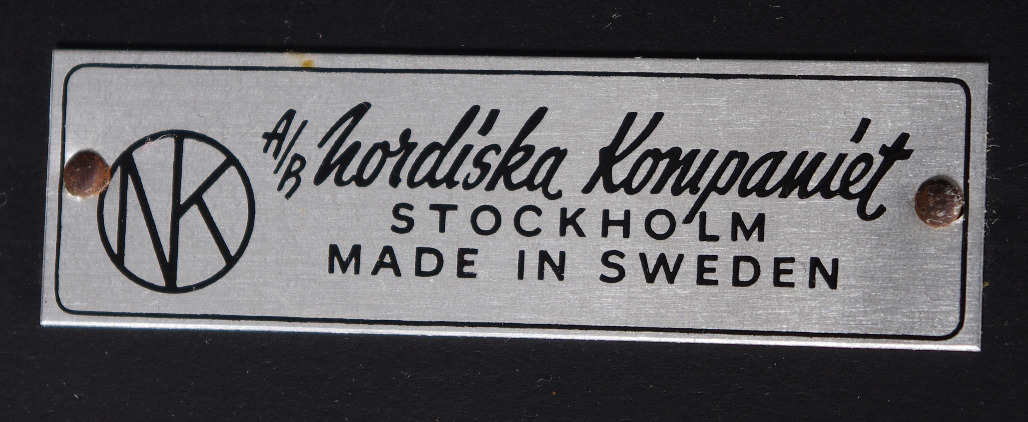 NK
A/B Nordiska Kompaniet
STOCKHOLM
MADE IN SWEDEN